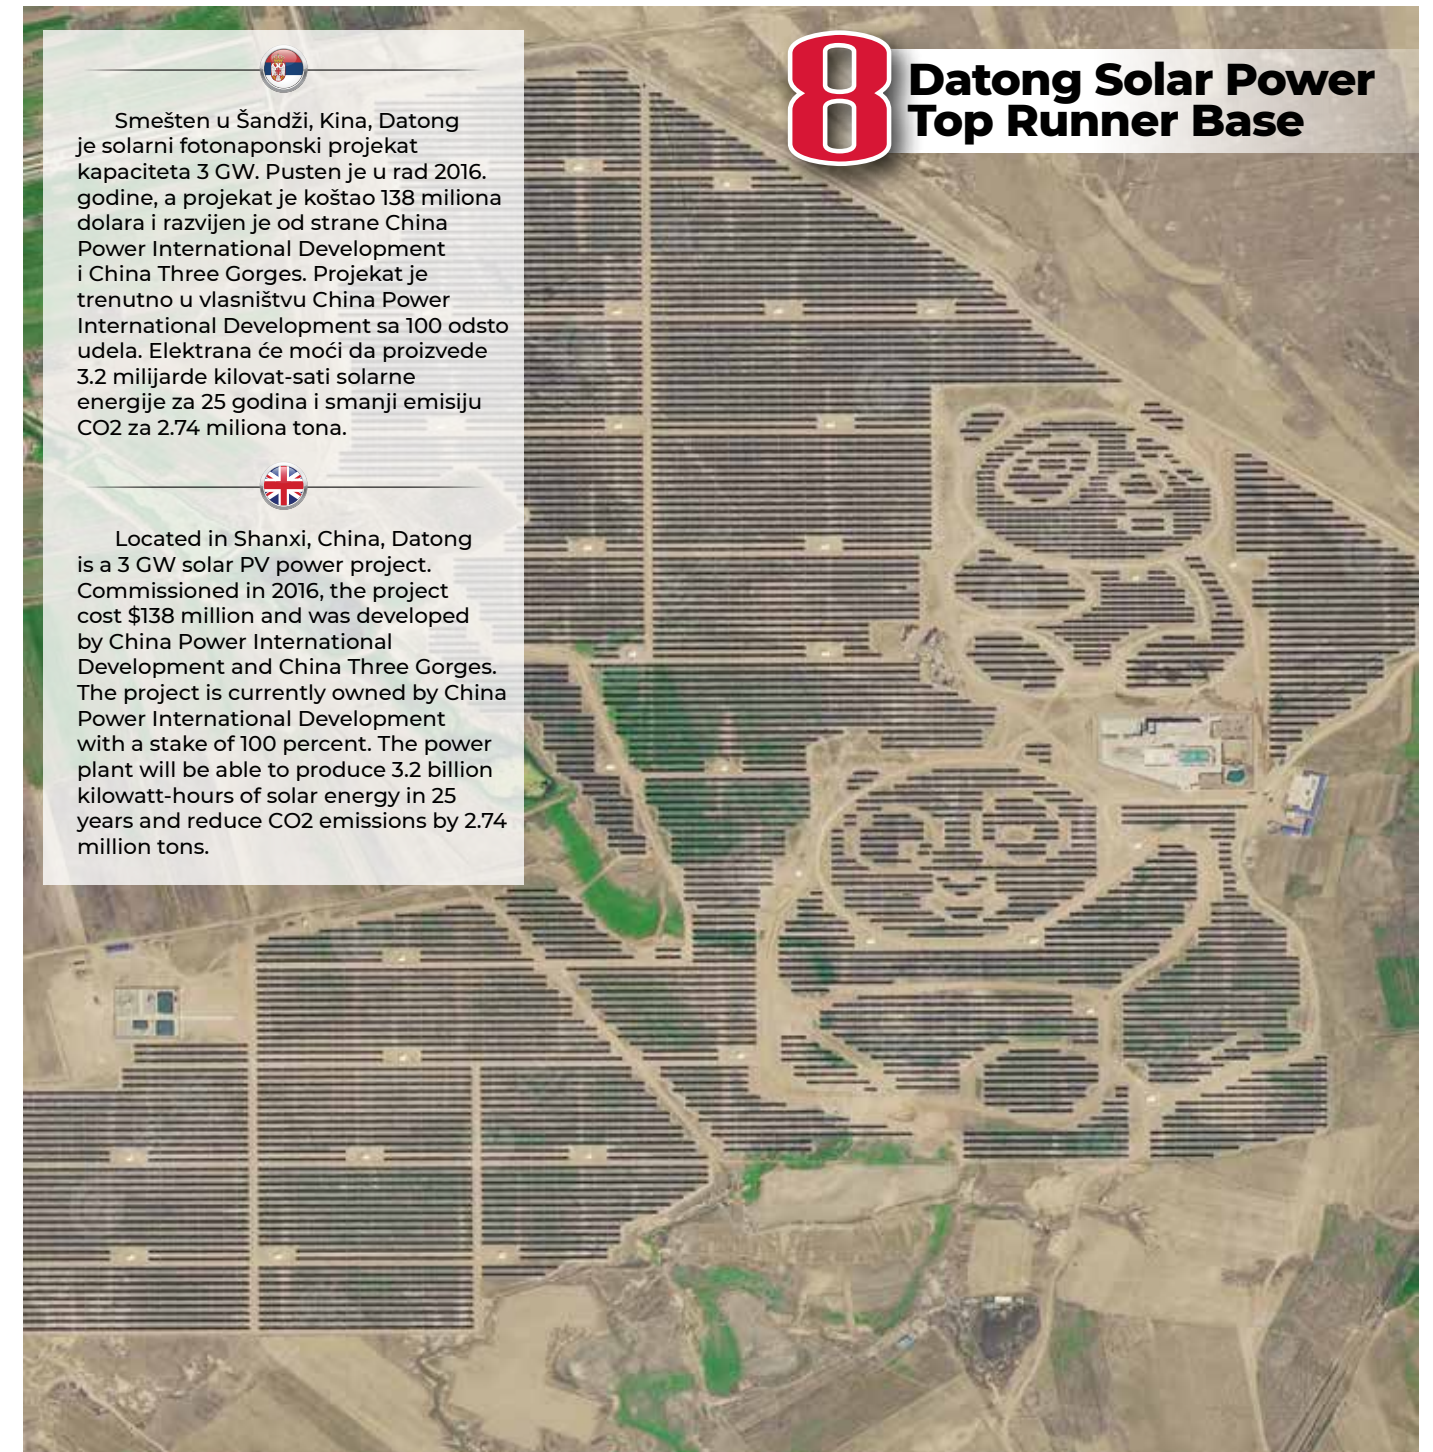 8
Datong Solar Power
Top Runner Base
Smešten u Šandži, Kina, Datong
je solarni fotonaponski projekat
kapaciteta 3 GW. Pusten je u rad 2016.
godine, a projekat je koštao 138 miliona
dolara i razvijen je od strane China
Power International Development
i China Three Gorges. Projekat je
trenutno u vlasništvu China Power
International Development sa 100 odsto
udela. Elektrana će moći da proizvede
3.2 milijarde kilovat-sati solarne
energije za 25 godina i smanji emisiju
CO2 za 2.74 miliona tona.
Located in Shanxi, China, Datong
is a 3 GW solar PV power project.
Commissioned in 2016, the project
cost $138 million and was developed
by China Power International
Development and China Three Gorges.
The project is currently owned by China
Power International Development
with a stake of 100 percent. The power
plant will be able to produce 3.2 billion
kilowatt-hours of solar energy in 25
years and reduce CO2 emissions by 2.74
million tons.